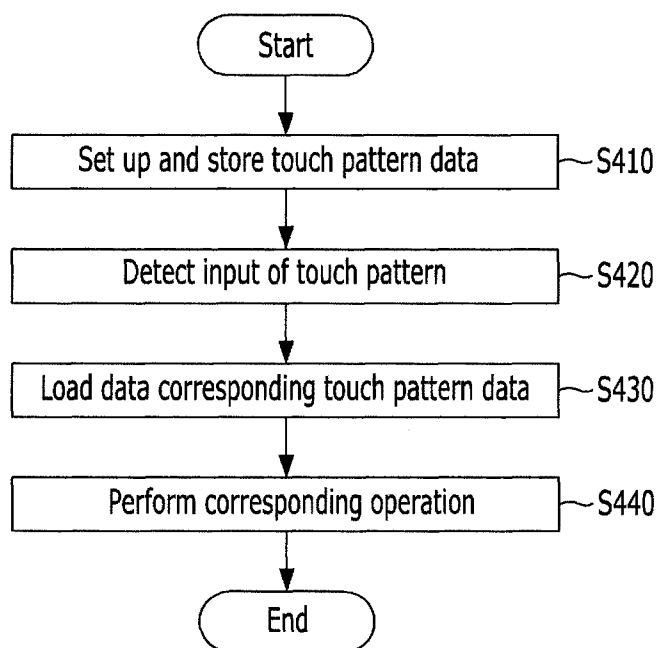 Start
Set up and store touch pattern data
S410
Detect input of touch pattern
S420
Load data corresponding touch pattern data
S430
Perform corresponding operation
S440
End